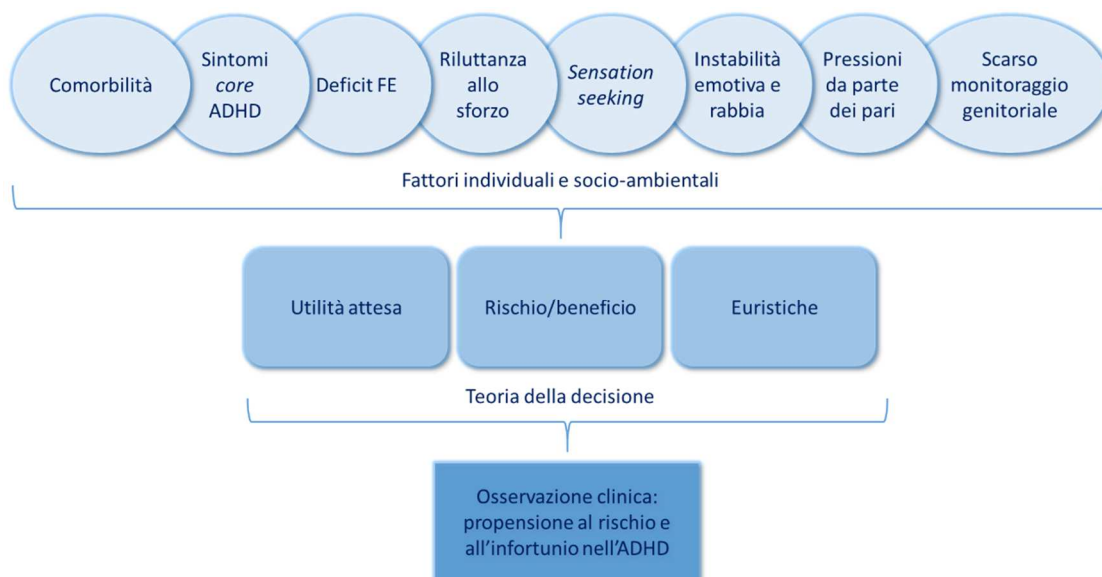 Comorbilità
Sintomi
core
ADHD
Deficit FE
Riluttanza
allo
sforzo
Sensation
seeking
Instabilità
emotiva e
rabbia
Pressioni
da parte
dei pari
Scarso
monitoraggio
genitoriale
Fattori individuali e socio-ambientali
Utilità attesa
Rischio/beneficio
Euristiche
Teoria della decisione
Osservazione clinica:
propensione al rischio e
all’infortunio nell’ADHD